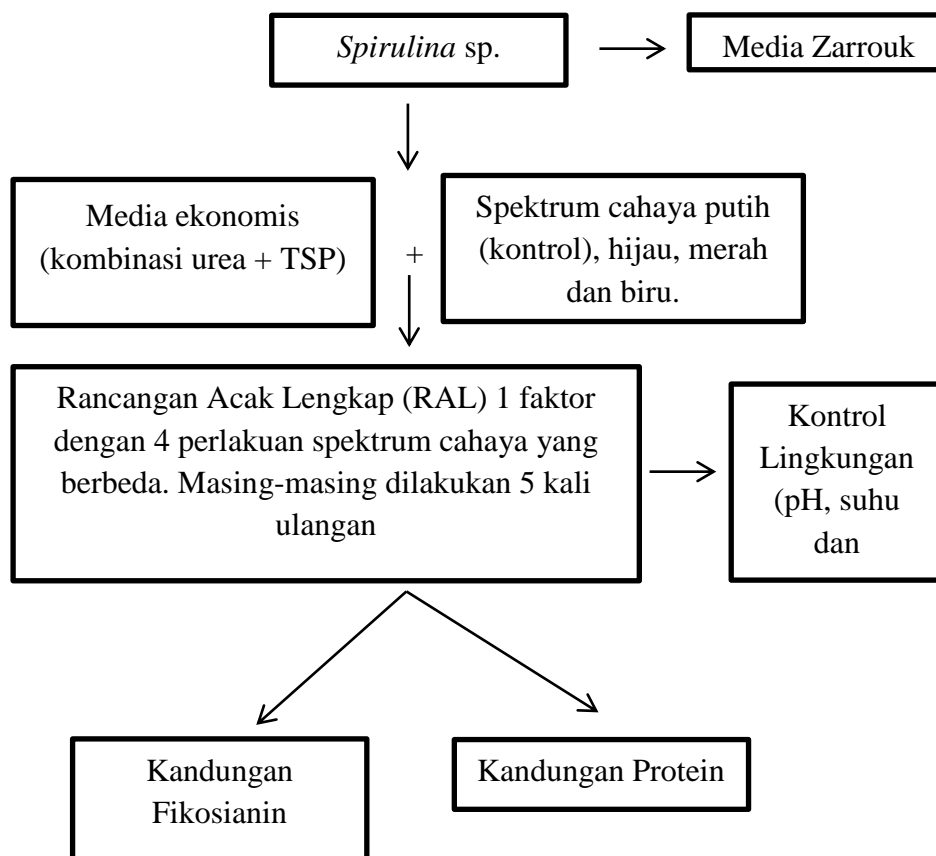 Spirulina sp.
Media Zarrouk
Media ekonomis
(kombinasi urea + TSP)
+
Spektrum cahaya putih
(kontrol), hijau, merah
dan biru.
Rancangan Acak Lengkap (RAL) 1 faktor
dengan 4 perlakuan spektrum cahaya yang
berbeda. Masing-masing dilakukan 5 kali
ulangan
Kontrol
Lingkungan
(pH, suhu
dan
Kandungan
Fikosianin
Kandungan Protein